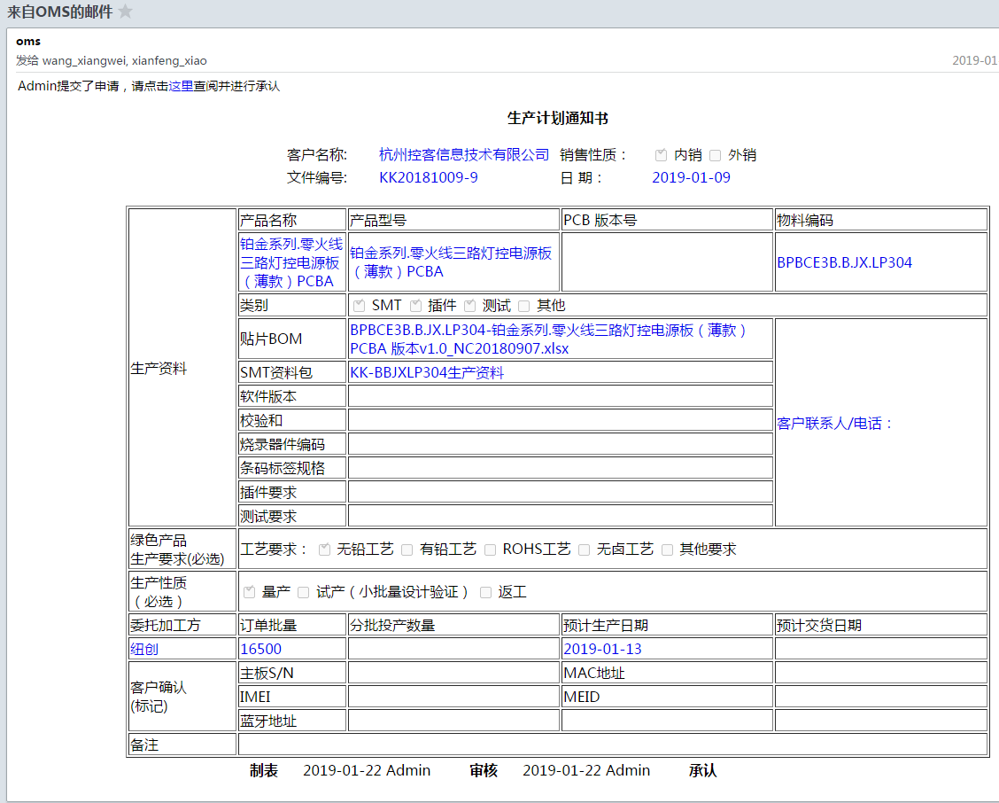 来自OMS的邮件
oms
发给 wang_xiangwei, xianfeng_xiao
2019-01
Admin提交了申请，请点击这里查阅并进行承认
生产计划通知书
客户名称: 杭州控客信息技术有限公司 销售性质： 内销 外销
文件编号: KK20181009-9 日 期： 2019-01-09
生产资料
产品名称 产品型号 PCB 版本号 物料编码
铂金系列.零火线
三路灯控电源板
（薄款）PCBA
铂金系列.零火线三路灯控电源板
（薄款）PCBA
BPBCE3B.B.JX.LP304
类别 SMT 插件 测试 其他
贴片BOM
BPBCE3B.B.JX.LP304-铂金系列.零火线三路灯控电源板（薄款）
PCBA 版本v1.0_NC20180907.xlsx
SMT资料包 KK-BBJXLP304生产资料
软件版本
校验和
客户联系人/电话：
烧录器件编码
条码标签规格
插件要求
测试要求
绿色产品
生产要求(必选)
工艺要求： 无铅工艺 有铅工艺 ROHS工艺 无卤工艺 其他要求
生产性质
（必选）
量产 试产（小批量设计验证） 返工
委托加工方 订单批量 分批投产数量 预计生产日期 预计交货日期
纽创 16500 2019-01-13
客户确认
(标记)
主板S/N MAC地址
IMEI MEID
蓝牙地址
备注
制表 2019-01-22 Admin 审核 2019-01-22 Admin 承认